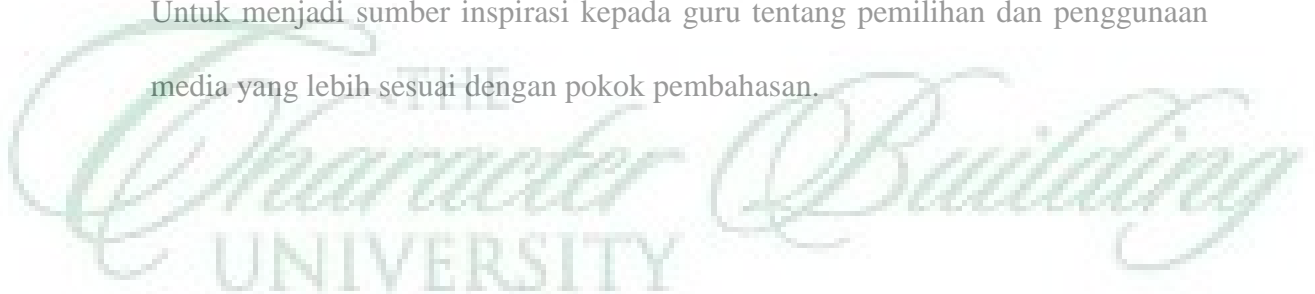 Untuk menjadi sumber inspirasi kepada guru tentang pemilihan dan penggunaan
media yang lebih sesuai dengan pokok pembahasan.
THE
Character Building
UNIVERSITY